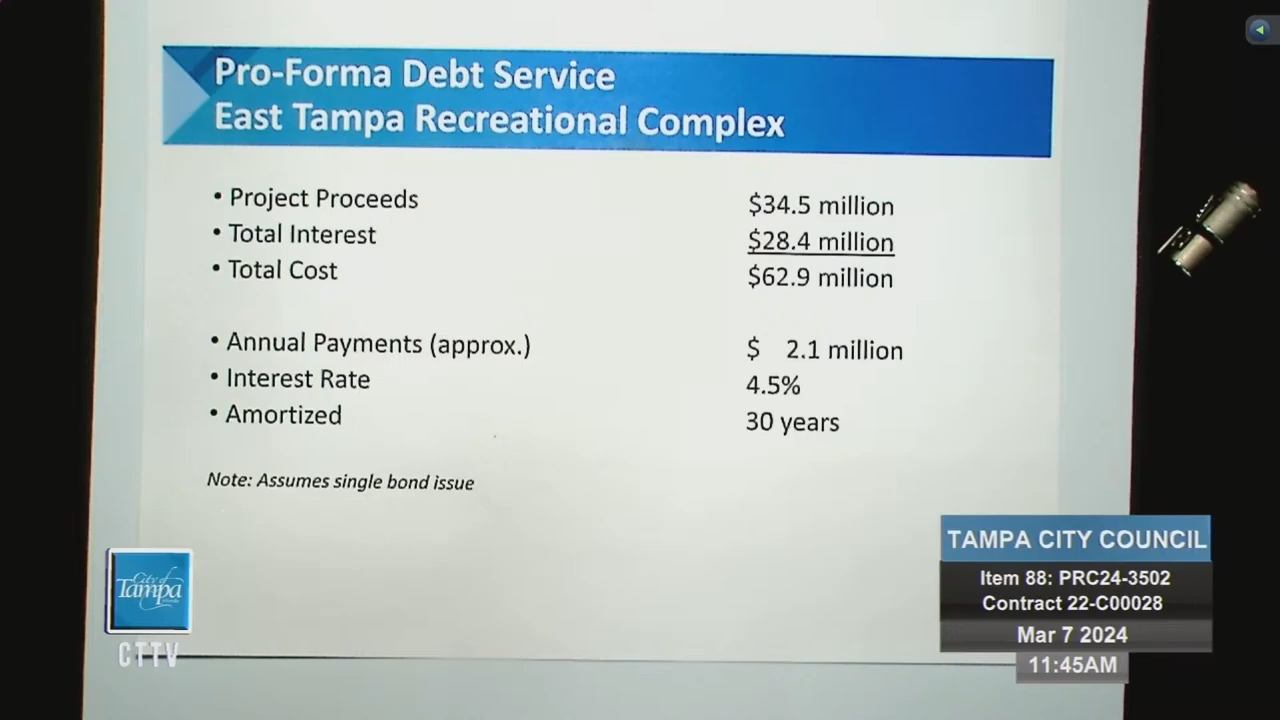 Pro-Forma Debt Service
East Tampa Recreational Complex
• Project Proceeds $34.5 million
• Total Interest $28.4 million
• Total Cost $62.9 million
• Annual Payments (approx.) $ 2.1 million
• Interest Rate 4.5%
• Amortized 30 years
Note: Assumes single bond issue
City of
Tampa
CTTV
TAMPA CITY COUNCIL
Item 88: PRC24-3502
Contract 22-C00028
Mar 7 2024
11:45AM